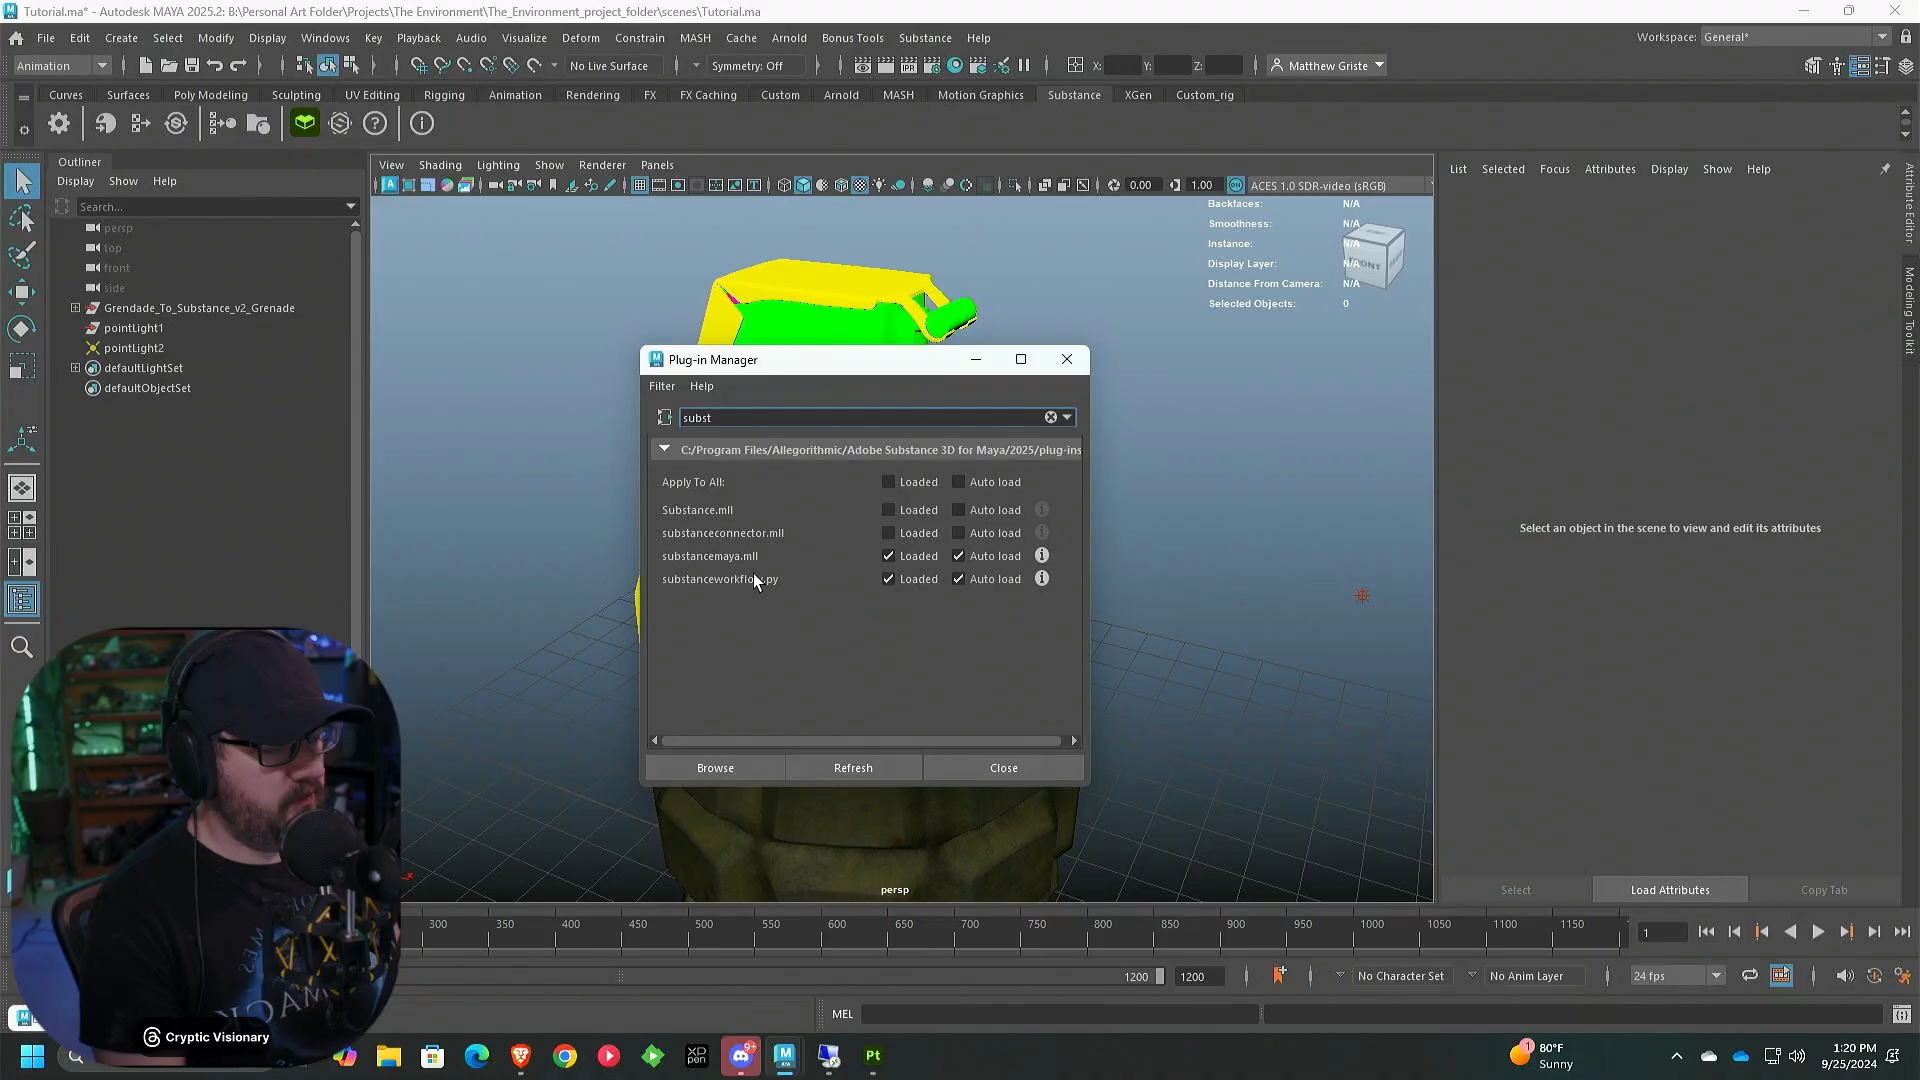 Tutorial.ma* - Autodesk MAYA 2025.2: B:\Personal Art Folder\Projects\The Environment\The_Environment_project_folder\scenes\Tutorial.ma
File Edit Create Select Modify Display Windows Key Playback Audio Visualize Deform Constrain MASH Cache Arnold Bonus Tools Substance Help
Workspace: General*
Animation No Live Surface Symmetry: Off X: Y: Z: Matthew Griste
Curves Surfaces Poly Modeling Sculpting UV Editing Rigging Animation Rendering FX FX Caching Custom Arnold MASH Motion Graphics Substance XGen Custom_rig
Outliner
Display Show Help
Search...
persp
top
front
side
Grendade_To_Substance_v2_Grenade
pointLight1
pointLight2
defaultLightSet
defaultObjectSet
View Shading Lighting Show Renderer Panels
0.00 1.00 ACES 1.0 SDR-video (sRGB)
Backfaces: N/A
Smoothness: N/A
Instance: N/A
Display Layer: N/A
Distance From Camera: N/A
Selected Objects: 0
FRONT
Plug-in Manager
Filter Help
subst
C:/Program Files/Allegorithmic/Adobe Substance 3D for Maya/2025/plug-ins
Apply To All: Loaded Auto load
Substance.mll Loaded Auto load
substanceconnector.mll Loaded Auto load
substancemaya.mll Loaded Auto load
substanceworkflow.py Loaded Auto load
Browse Refresh Close
persp
List Selected Focus Attributes Display Show Help
Select an object in the scene to view and edit its attributes
Select Load Attributes Copy Tab
Attribute Editor
Modeling Toolkit
300 350 400 450 500 550 600 650 700 750 800 850 900 950 1000 1050 1100 1150
1
1200 1200 No Character Set No Anim Layer 24 fps
MEL
Cryptic Visionary
XP
PEN
9+
Pt
1
80°F
Sunny
1:20 PM
9/25/2024